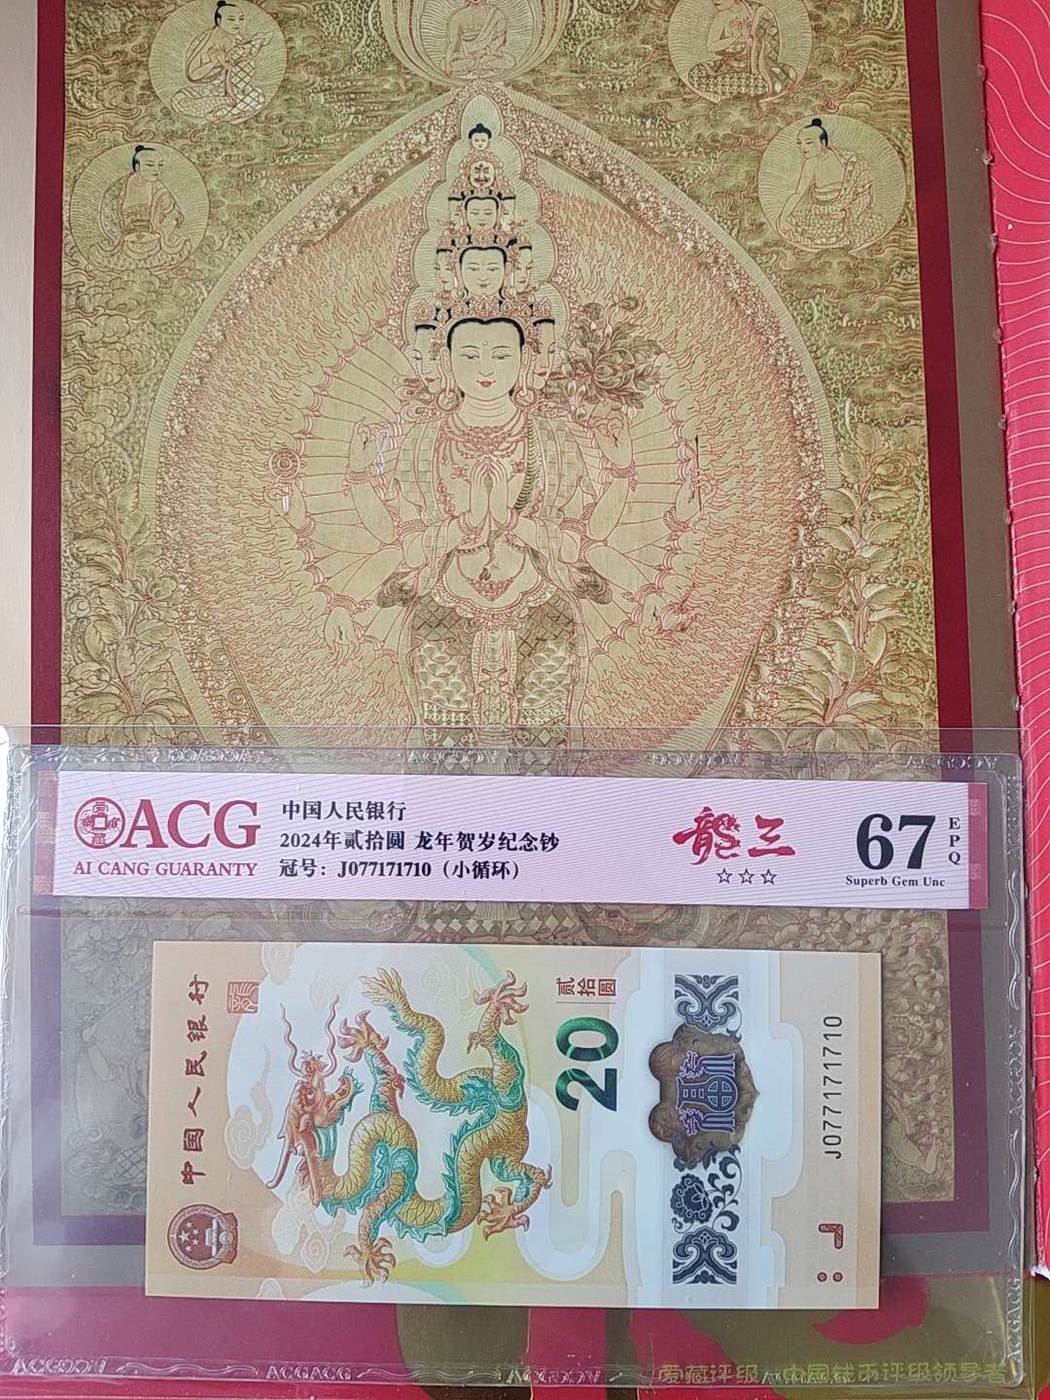 ACG
AI CANG GUARANTY
中国人民银行
2024年贰拾圆 龙年贺岁纪念钞
冠号：J077171710（小循环）
龍三
☆☆☆
67
EPQ
Superb Gem Unc
中国人民银行
贰拾圆
20
福
J077171710
ACGACG
爱藏评级 中国钱币评级领导者